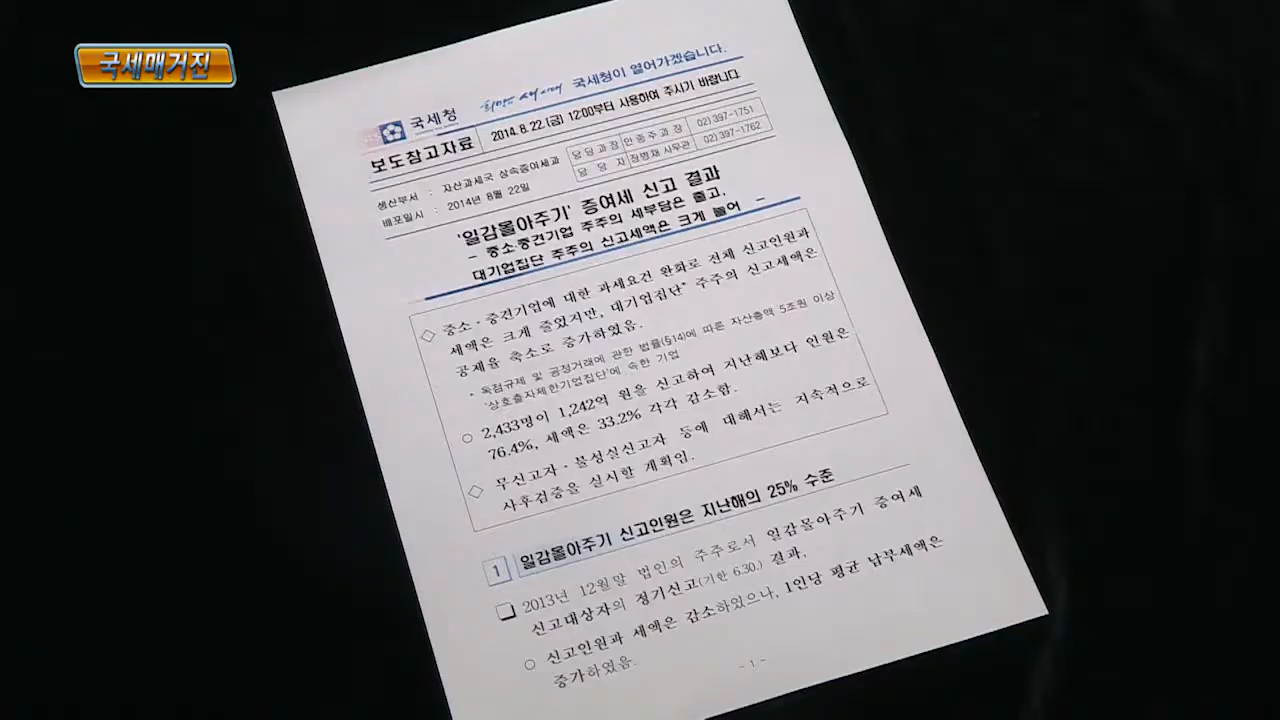 국세매거진
국세청
희망의 새 시대 국세청이 열어가겠습니다.
보도참고자료 2014. 8. 22.(금) 12:00부터 사용하여 주시기 바랍니다.
생산부서 : 자산과세국 상속증여세과 담당과장 안종주과장 02) 397-1751
배포일시 : 2014년 8월 22일 담당자 정병재 사무관 02) 397-1762
'일감몰아주기' 증여세 신고 결과
- 중소·중견기업 주주의 세부담은 줄고,
대기업집단 주주의 신고세액은 크게 늘어 -
◇ 중소·중견기업에 대한 과세요건 완화로 전체 신고인원과
세액은 크게 줄었지만, 대기업집단* 주주의 신고세액은
공제율 축소로 증가하였음.
* 독점규제 및 공정거래에 관한 법률(§14)에 따른 자산총액 5조원 이상
'상호출자제한기업집단'에 속한 기업
○ 2,433명이 1,242억 원을 신고하여 지난해보다 인원은
76.4%, 세액은 33.2% 각각 감소함.
◇ 무신고자·불성실신고자 등에 대해서는 지속적으로
사후검증을 실시할 계획임.
1 일감몰아주기 신고인원은 지난해의 25% 수준
❏ 2013년 12월말 법인의 주주로서 일감몰아주기 증여세
신고대상자의 정기신고(기한 6.30.) 결과,
○ 신고인원과 세액은 감소하였으나, 1인당 평균 납부세액은
증가하였음.
- 1 -